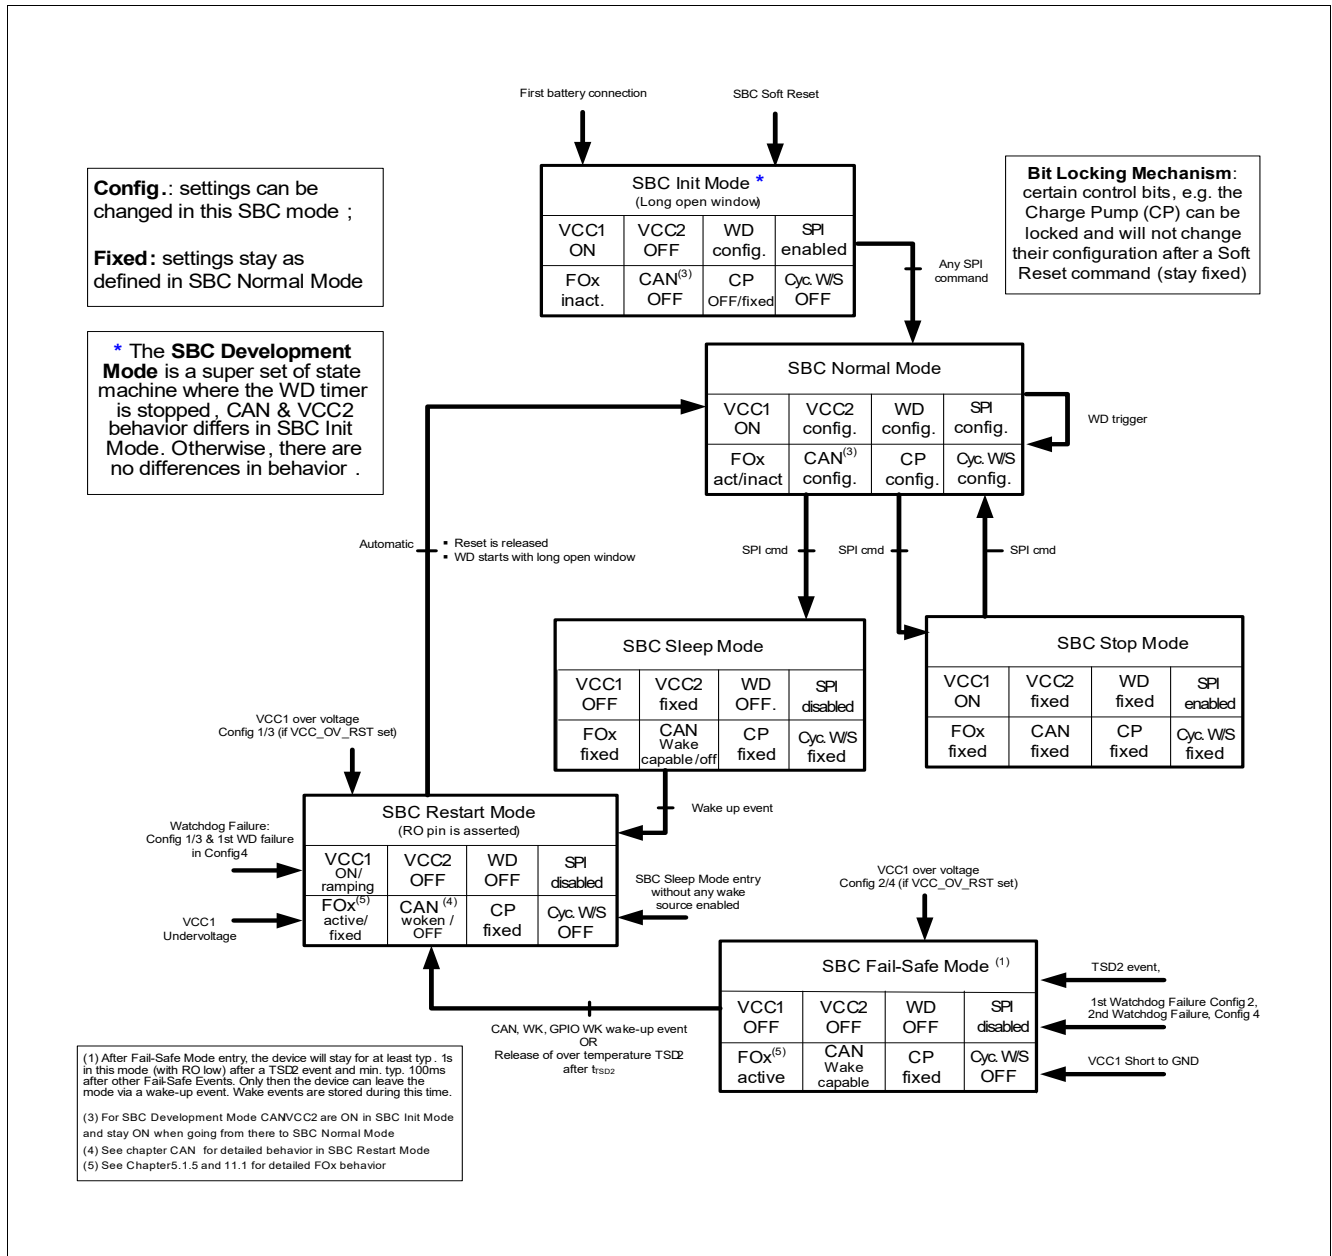 First battery connection
SBC Soft Reset
Config.: settings can be
changed in this SBC mode ;
Fixed: settings stay as
defined in SBC Normal Mode
SBC Init Mode *
(Long open window)
VCC1
ON
VCC2
OFF
WD
config.
SPI
enabled
FOx
inact.
CAN(3)
OFF
CP
OFF/fixed
Cyc. W/S
OFF
Bit Locking Mechanism:
certain control bits, e.g. the
Charge Pump (CP) can be
locked and will not change
their configuration after a Soft
Reset command (stay fixed)
Any SPI
command
* The SBC Development
Mode is a super set of state
machine where the WD timer
is stopped, CAN & VCC2
behavior differs in SBC Init
Mode. Otherwise, there are
no differences in behavior .
SBC Normal Mode
VCC1
ON
VCC2
config.
WD
config.
SPI
config.
FOx
act/inact
CAN(3)
config.
CP
config.
Cyc. W/S
config.
WD trigger
Automatic
▪ Reset is released
▪ WD starts with long open window
SPI cmd
SPI cmd
SPI cmd
SBC Sleep Mode
VCC1
OFF
VCC2
fixed
WD
OFF.
SPI
disabled
FOx
fixed
CAN
Wake
capable/off
CP
fixed
Cyc. W/S
fixed
SBC Stop Mode
VCC1
ON
VCC2
fixed
WD
fixed
SPI
enabled
FOx
fixed
CAN
fixed
CP
fixed
Cyc. W/S
fixed
VCC1 over voltage
Config 1/3 (if VCC_OV_RST set)
Wake up event
Watchdog Failure:
Config 1/3 & 1st WD failure
in Config4
VCC1
Undervoltage
SBC Restart Mode
(RO pin is asserted)
VCC1
ON/
ramping
VCC2
OFF
WD
OFF
SPI
disabled
FOx(5)
active/
fixed
CAN (4)
woken /
OFF
CP
fixed
Cyc. W/S
OFF
SBC Sleep Mode entry
without any wake
source enabled
VCC1 over voltage
Config 2/4 (if VCC_OV_RST set)
SBC Fail-Safe Mode (1)
VCC1
OFF
VCC2
OFF
WD
OFF
SPI
disabled
FOx(5)
active
CAN
Wake
capable
CP
fixed
Cyc. W/S
OFF
TSD2 event,
1st Watchdog Failure Config 2,
2nd Watchdog Failure, Config 4
VCC1 Short to GND
CAN, WK, GPIO WK wake-up event
OR
Release of over temperature TSD2
after tTSD2
(1) After Fail-Safe Mode entry, the device will stay for at least typ. 1s
in this mode (with RO low) after a TSD2 event and min. typ. 100ms
after other Fail-Safe Events. Only then the device can leave the
mode via a wake-up event. Wake events are stored during this time.
(3) For SBC Development Mode CAN/VCC2 are ON in SBC Init Mode
and stay ON when going from there to SBC Normal Mode
(4) See chapter CAN for detailed behavior in SBC Restart Mode
(5) See Chapter5.1.5 and 11.1 for detailed FOx behavior